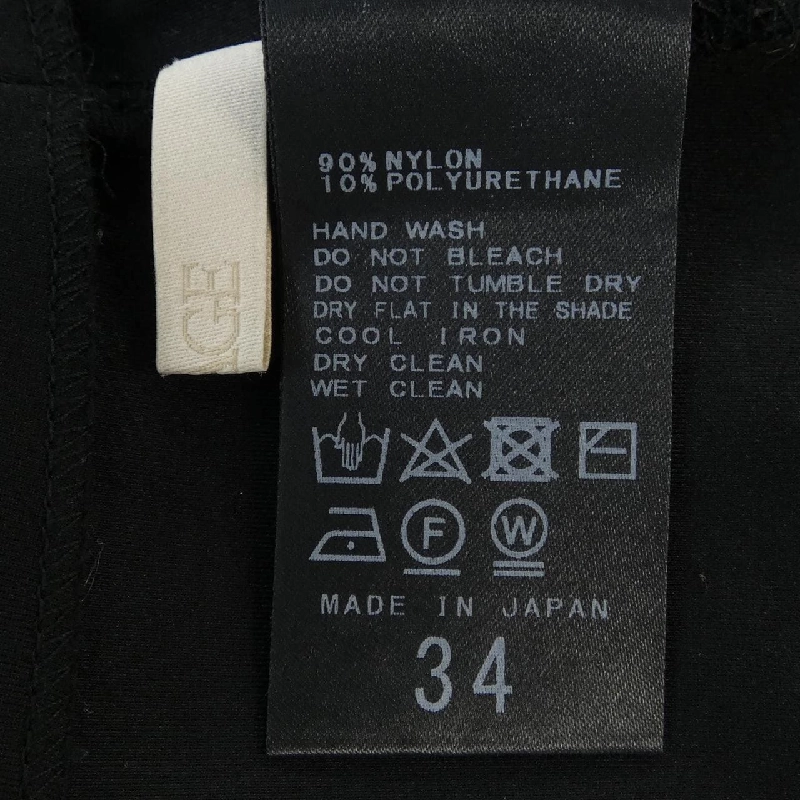 90% NYLON
10% POLYURETHANE
HAND WASH
DO NOT BLEACH
DO NOT TUMBLE DRY
DRY FLAT IN THE SHADE
COOL IRON
DRY CLEAN
WET CLEAN
F
W
MADE IN JAPAN
34